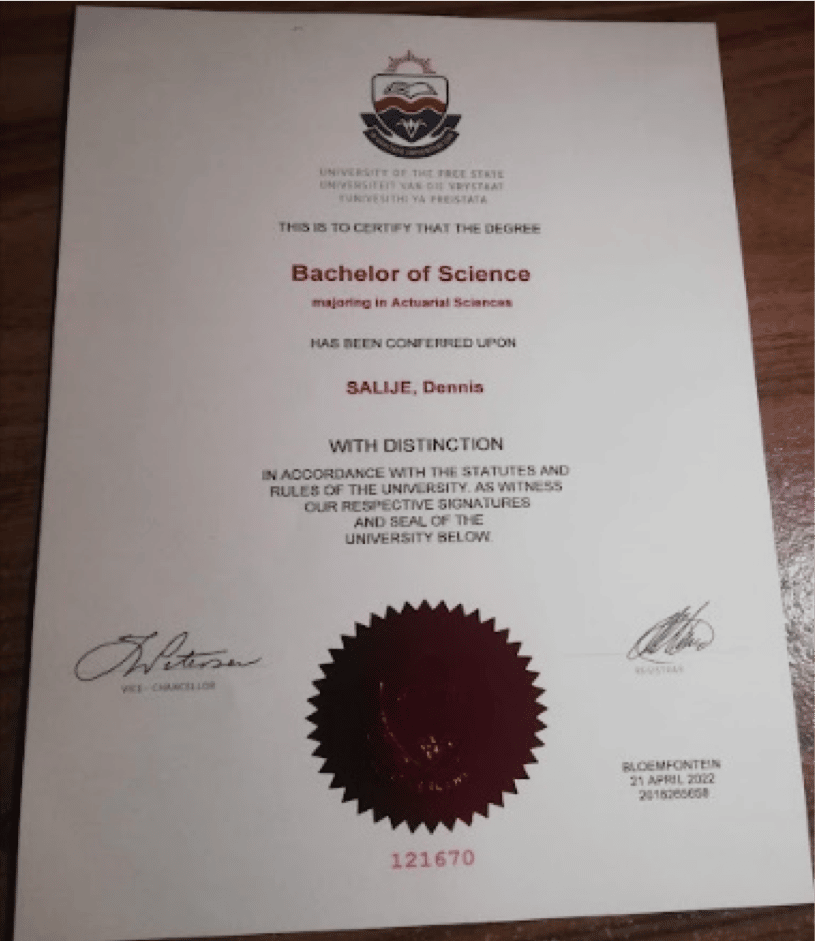 UNIVERSITY OF THE FREE STATE
UNIVERSITEIT VAN DIE VRYSTAAT
YUNIVESITHI YA FREISTATA
THIS IS TO CERTIFY THAT THE DEGREE
Bachelor of Science
majoring in Actuarial Sciences
HAS BEEN CONFERRED UPON
SALIJE, Dennis
WITH DISTINCTION
IN ACCORDANCE WITH THE STATUTES AND
RULES OF THE UNIVERSITY. AS WITNESS
OUR RESPECTIVE SIGNATURES
AND SEAL OF THE
UNIVERSITY BELOW.
VICE - CHANCELLOR
REGISTRAR
BLOEMFONTEIN
21 APRIL 2022
121670